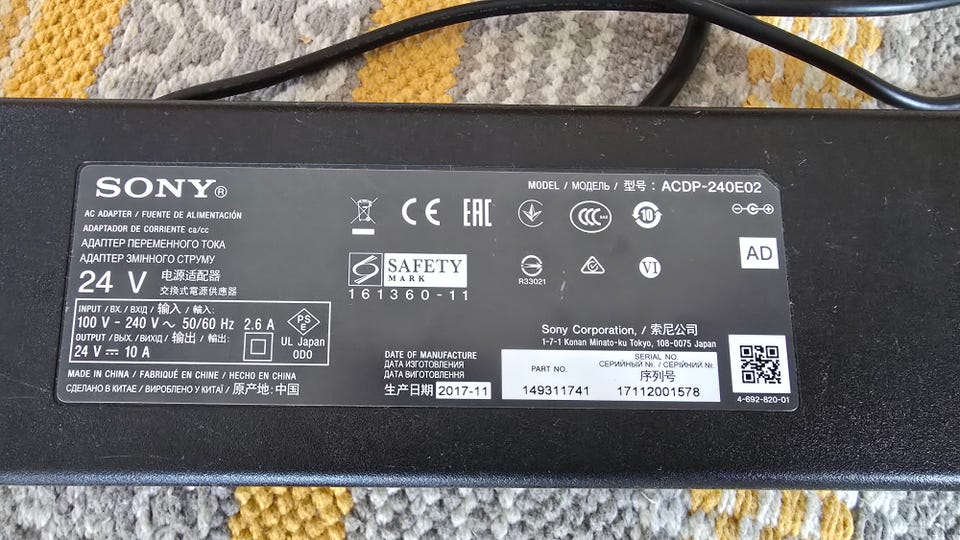 SONY®
MODEL / МОДЕЛЬ / 型号 : ACDP-240E02
AC ADAPTER / FUENTE DE ALIMENTACIÓN
ADAPTADOR DE CORRIENTE ca/cc
АДАПТЕР ПЕРЕМЕННОГО ТОКА
АДАПТЕР ЗМІННОГО СТРУМУ
24 V 电源适配器
交换式電源供應器
INPUT / ВХ. / ВХІД / 输入 / 輸入:
100 V - 240 V ~ 50/60 Hz 2.6 A
OUTPUT /ВЫХ. /ВИХІД / 输出 / 輸出:
24 V ⎓ 10 A
PS
E
UL Japan
ODO
MADE IN CHINA / FABRIQUÉ EN CHINE / HECHO EN CHINA
СДЕЛАНО В КИТАЕ / ВИРОБЛЕНО У КИТАЇ / 原产地:中国
CE EAC CCC 10
SAFETY
MARK
161360-11
R33021
VI
AD
DATE OF MANUFACTURE
ДАТА ИЗГОТОВЛЕНИЯ
ДАТА ВИГОТОВЛЕННЯ
生产日期 2017-11
Sony Corporation, / 索尼公司
1-7-1 Konan Minato-ku Tokyo, 108-0075 Japan
PART NO.
149311741
SERIAL NO.
СЕРИЙНЫЙ №. / СЕРІЙНИЙ №.
序列号
17112001578
4-692-820-01